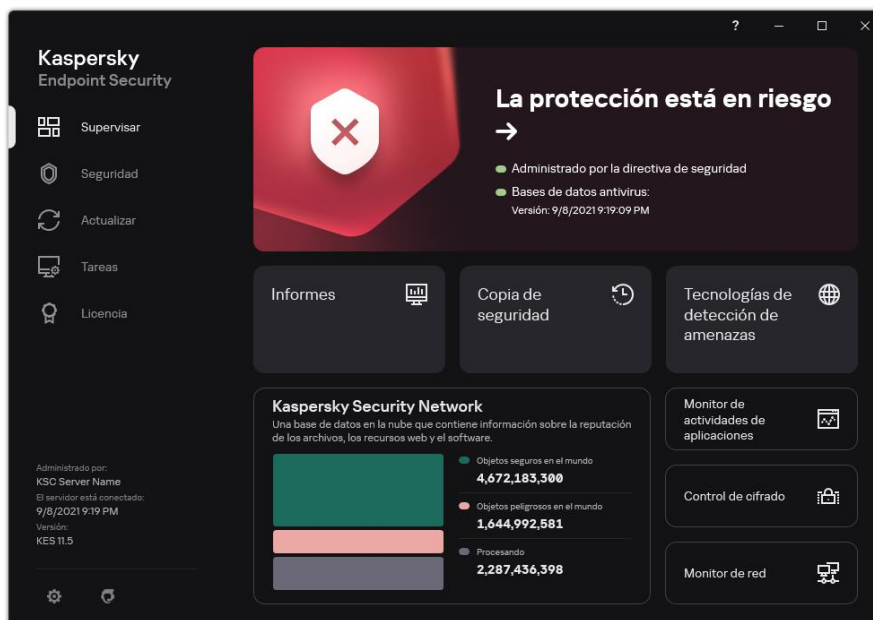 ?
Kaspersky
Endpoint Security
Supervisar
Seguridad
Actualizar
Tareas
Licencia
Administrado por:
KSC Server Name
El servidor está conectado:
9/8/2021 9:19 PM
Versión:
KES 11.5
La protección está en riesgo
→
Administrado por la directiva de seguridad
Bases de datos antivirus:
Versión: 9/8/2021 9:19:09 PM
Informes
Copia de
seguridad
Tecnologías de
detección de
amenazas
Kaspersky Security Network
Una base de datos en la nube que contiene información sobre la reputación
de los archivos, los recursos web y el software.
Objetos seguros en el mundo
4,672,183,300
Objetos peligrosos en el mundo
1,644,992,581
Procesando
2,287,436,398
Monitor de
actividades de
aplicaciones
Control de cifrado
Monitor de red